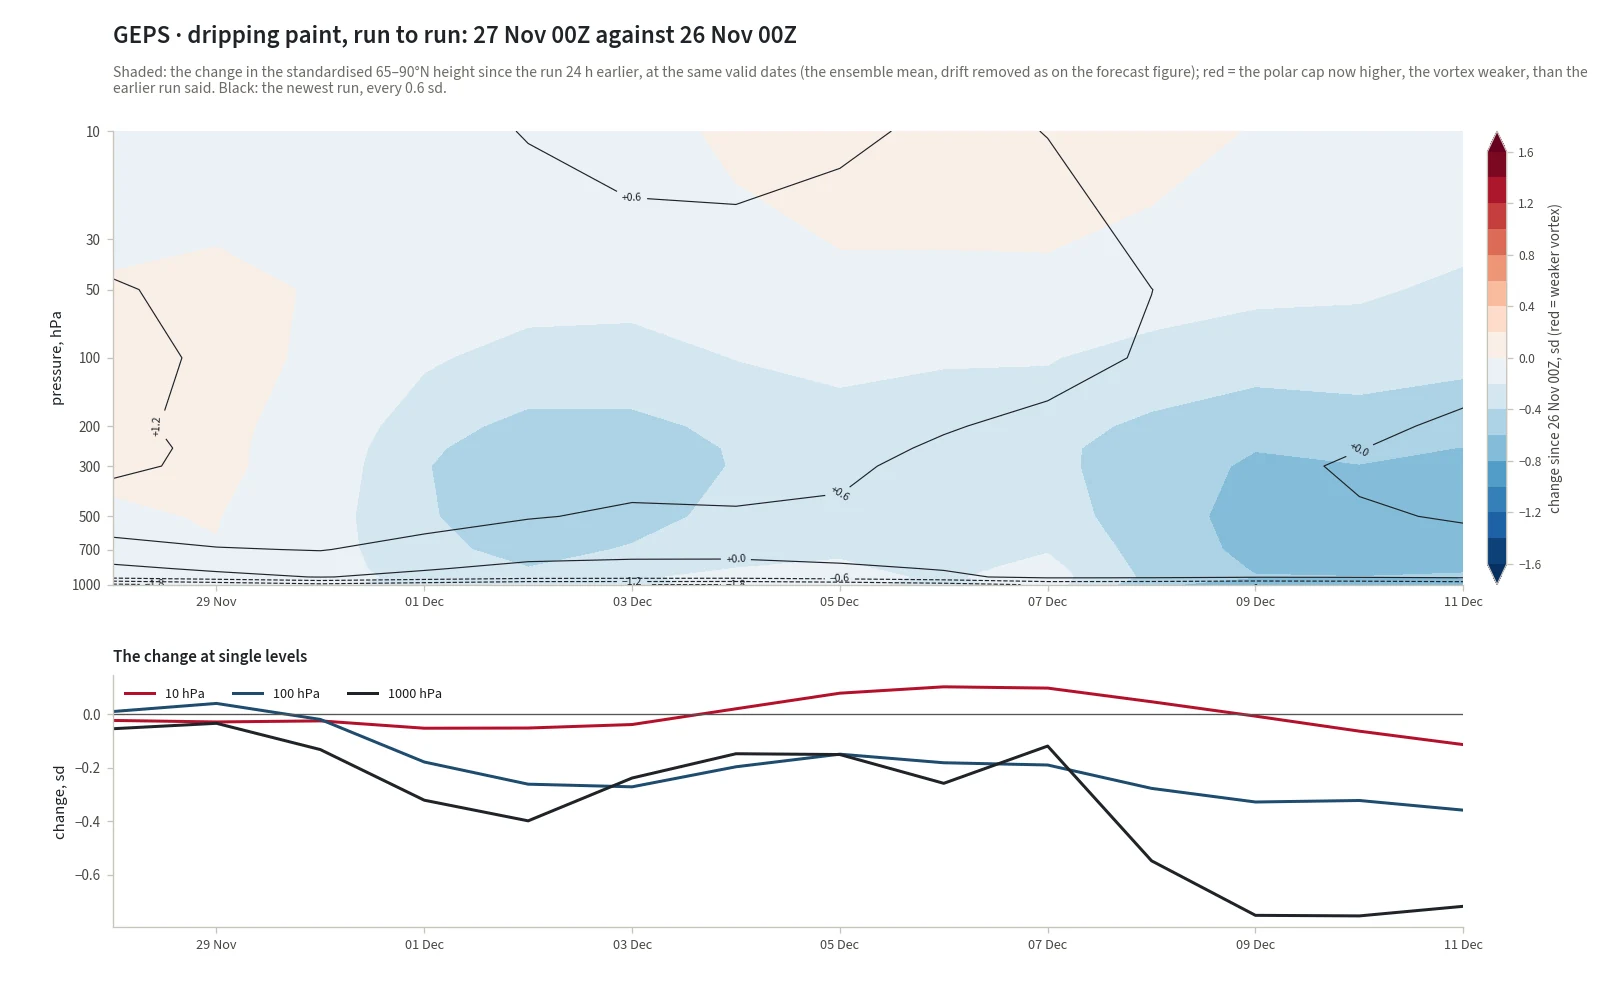 GEPS · dripping paint, run to run: 27 Nov 00Z against 26 Nov 00Z
Shaded: the change in the standardised 65–90°N height since the run 24 h earlier, at the same valid dates (the ensemble mean, drift removed as on the forecast figure); red = the polar cap now higher, the vortex weaker, than the
earlier run said. Black: the newest run, every 0.6 sd.
pressure, hPa
10
30
50
100
200
300
500
700
1000
+0.6
+1.2
+0.6
+0.0
+0.0
−0.6
29 Nov
01 Dec
03 Dec
05 Dec
07 Dec
09 Dec
11 Dec
1.6
1.2
0.8
0.4
0.0
−0.4
−0.8
−1.2
−1.6
change since 26 Nov 00Z, sd (red = weaker vortex)
The change at single levels
10 hPa
100 hPa
1000 hPa
change, sd
0.0
−0.2
−0.4
−0.6
29 Nov
01 Dec
03 Dec
05 Dec
07 Dec
09 Dec
11 Dec